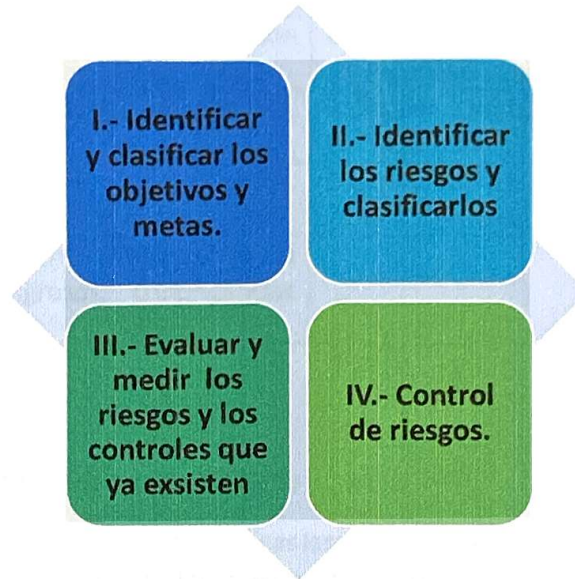 I.- Identificar
y clasificar los
objetivos y
metas.
II.- Identificar
los riesgos y
clasificarlos
III.- Evaluar y
medir los
riesgos y los
controles que
ya exsisten
IV.- Control
de riesgos.